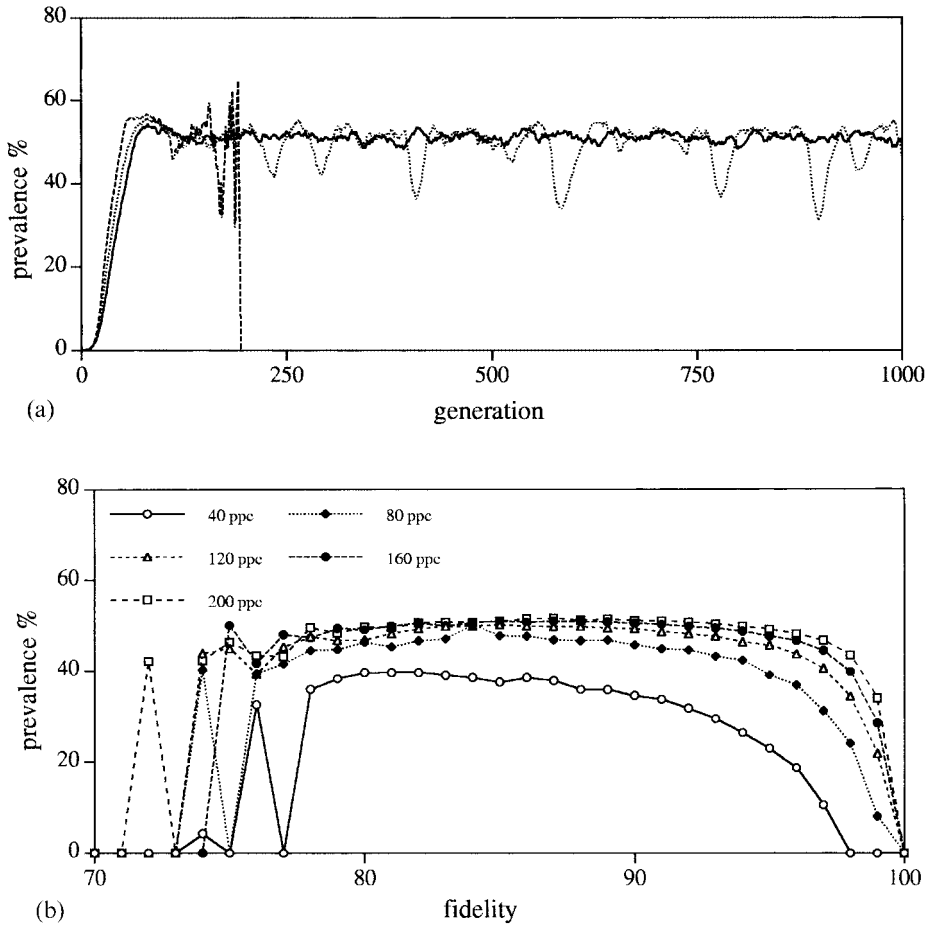 80
60
40
20
0
prevalence %
0 250 500 750 1000
(a)
generation
80
60
40
20
0
prevalence %
40 ppc 80 ppc
120 ppc 160 ppc
200 ppc
70 80 90 100
(b)
fidelity